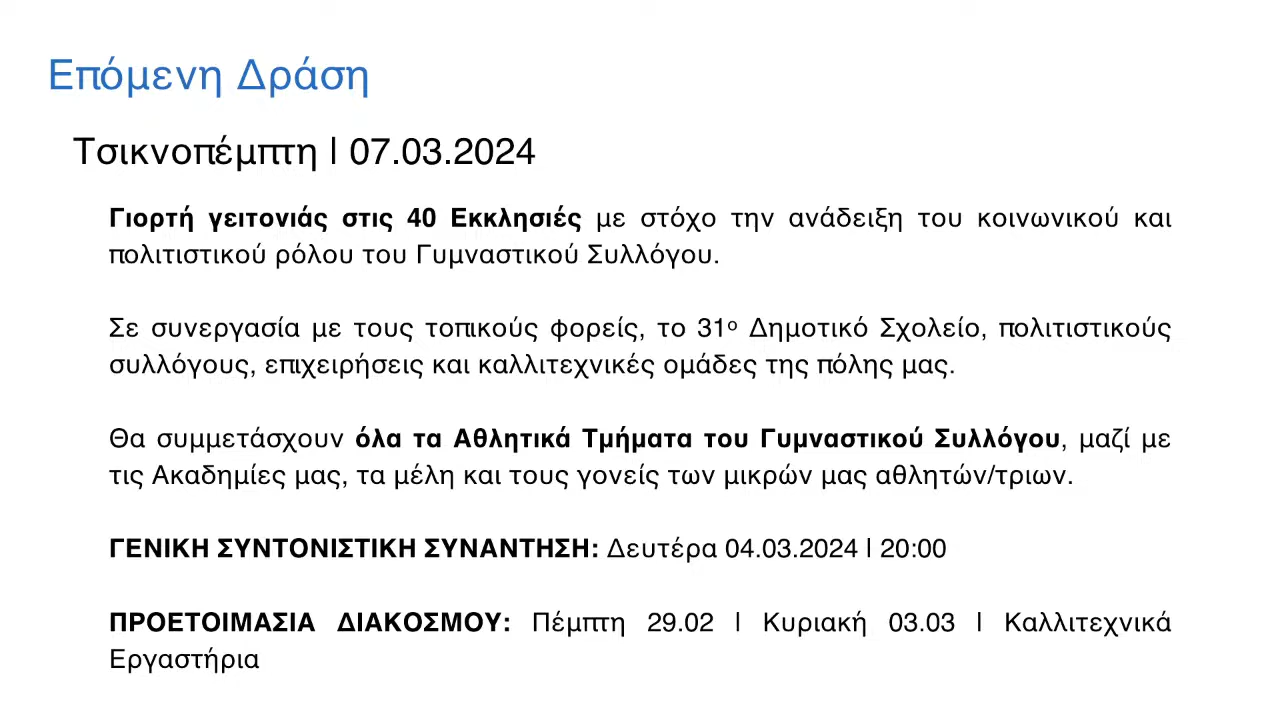 Επόμενη Δράση
Τσικνοπέμπτη | 07.03.2024
Γιορτή γειτονιάς στις 40 Εκκλησιές με στόχο την ανάδειξη του κοινωνικού και
πολιτιστικού ρόλου του Γυμναστικού Συλλόγου.
Σε συνεργασία με τους τοπικούς φορείς, το 31ο Δημοτικό Σχολείο, πολιτιστικούς
συλλόγους, επιχειρήσεις και καλλιτεχνικές ομάδες της πόλης μας.
Θα συμμετάσχουν όλα τα Αθλητικά Τμήματα του Γυμναστικού Συλλόγου, μαζί με
τις Ακαδημίες μας, τα μέλη και τους γονείς των μικρών μας αθλητών/τριων.
ΓΕΝΙΚΗ ΣΥΝΤΟΝΙΣΤΙΚΗ ΣΥΝΑΝΤΗΣΗ: Δευτέρα 04.03.2024 | 20:00
ΠΡΟΕΤΟΙΜΑΣΙΑ ΔΙΑΚΟΣΜΟΥ: Πέμπτη 29.02 | Κυριακή 03.03 | Καλλιτεχνικά
Εργαστήρια